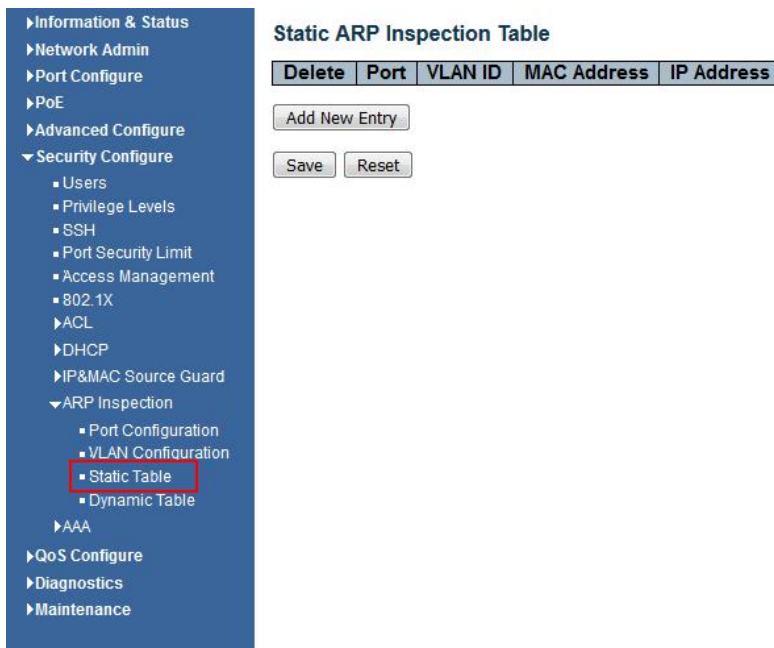 Information & Status
Network Admin
Port Configure
PoE
Advanced Configure
Security Configure
Users
Privilege Levels
SSH
Port Security Limit
Access Management
802.1X
ACL
DHCP
IP&MAC Source Guard
ARP Inspection
Port Configuration
VLAN Configuration
Static Table
Dynamic Table
AAA
QoS Configure
Diagnostics
Maintenance
Static ARP Inspection Table
Delete Port VLAN ID MAC Address IP Address
Add New Entry
Save Reset